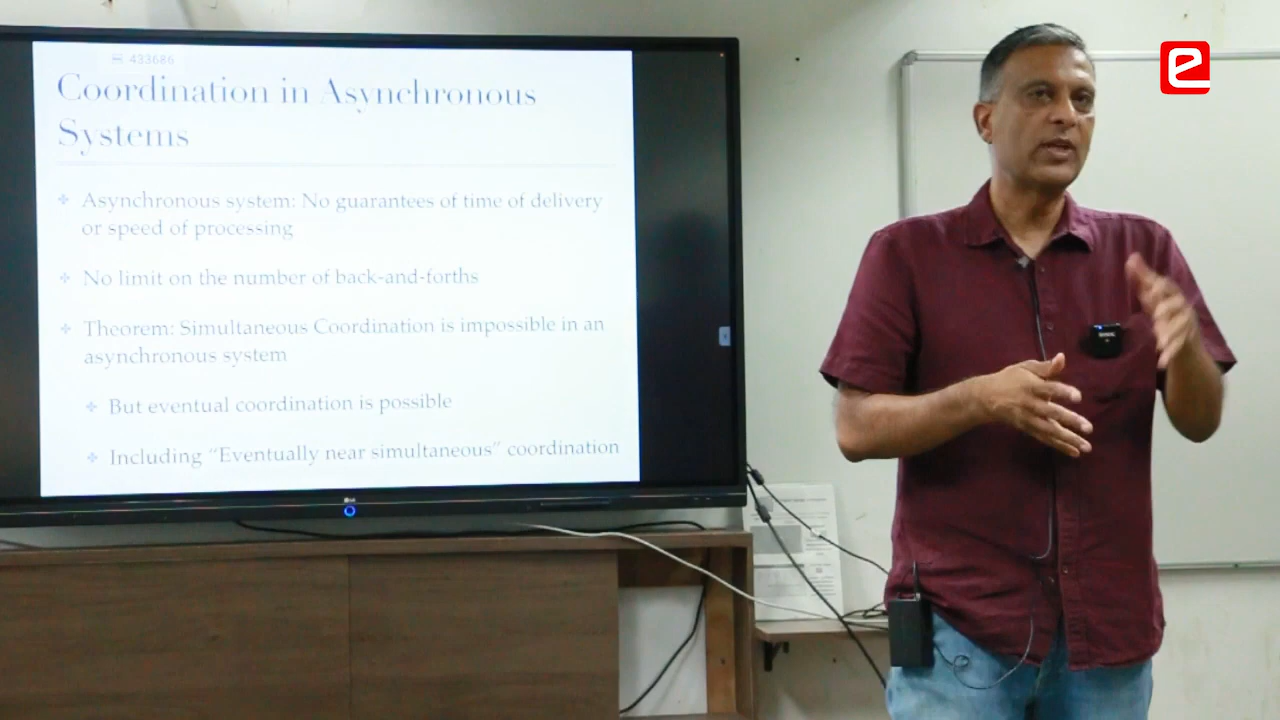 433686
Coordination in Asynchronous
Systems
Asynchronous system: No guarantees of time of delivery
or speed of processing
No limit on the number of back-and-forths
Theorem: Simultaneous Coordination is impossible in an
asynchronous system
But eventual coordination is possible
Including “Eventually near simultaneous” coordination
LG
e